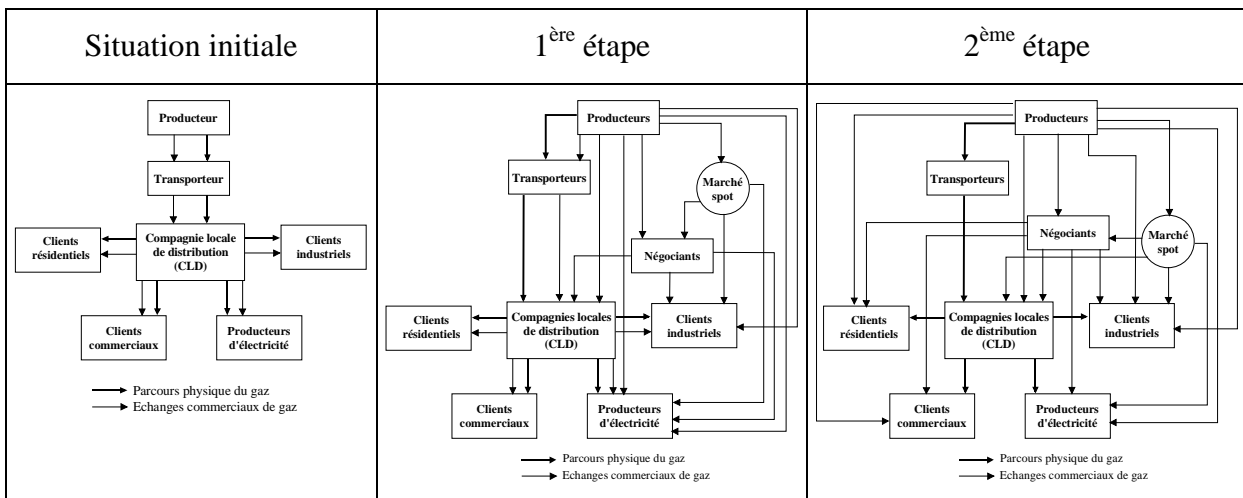 Situation initiale
Producteur
Transporteur
Clients
résidentiels
Compagnie locale
de distribution
(CLD)
Clients
industriels
Clients
commerciaux
Producteurs
d'électricité
Parcours physique du gaz
Echanges commerciaux de gaz
1ère étape
Producteurs
Transporteurs
Marché
spot
Négociants
Clients
résidentiels
Compagnies locales
de distribution
(CLD)
Clients
industriels
Clients
commerciaux
Producteurs
d'électricité
Parcours physique du gaz
Echanges commerciaux de gaz
2ème étape
Producteurs
Transporteurs
Négociants
Marché
spot
Clients
résidentiels
Compagnies locales
de distribution
(CLD)
Clients
industriels
Clients
commerciaux
Producteurs
d'électricité
Parcours physique du gaz
Echanges commerciaux de gaz